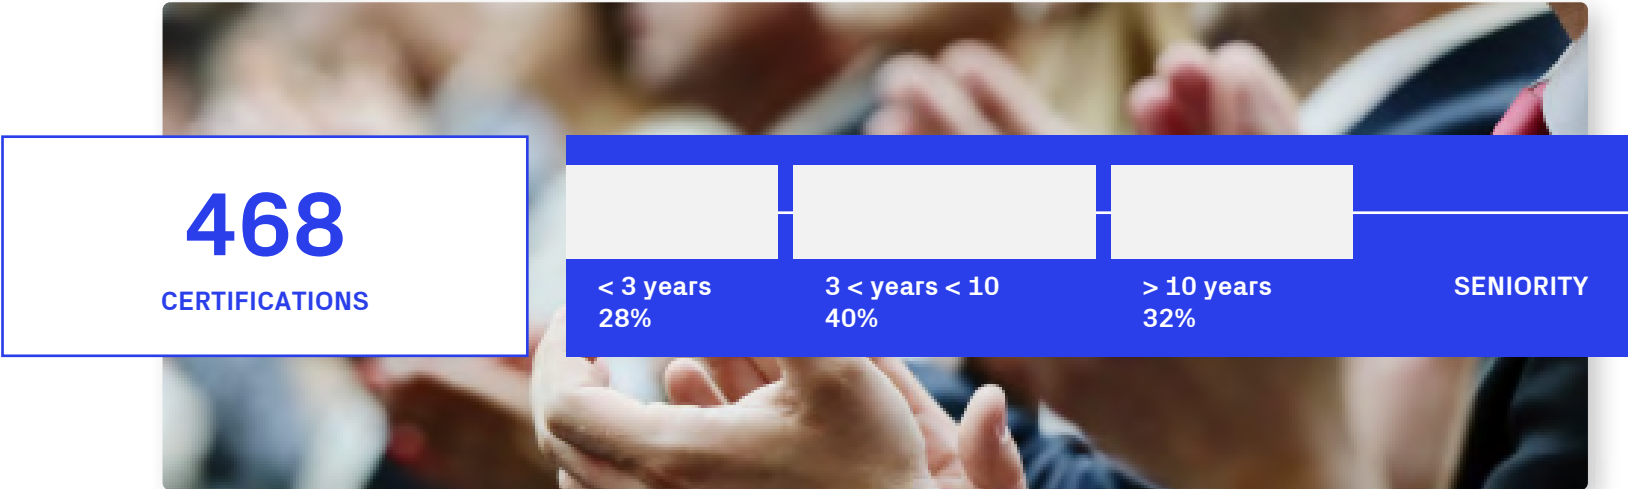 468
CERTIFICATIONS
< 3 years
28%
3 < years < 10
40%
> 10 years
32%
SENIORITY